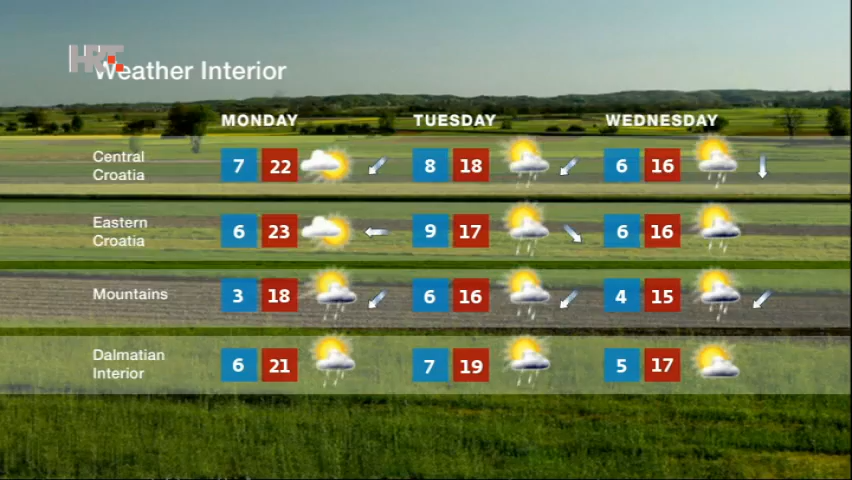 HRT
Weather Interior
MONDAY TUESDAY WEDNESDAY
Central
Croatia
7 22 8 18 6 16
Eastern
Croatia
6 23 9 17 6 16
Mountains
3 18 6 16 4 15
Dalmatian
Interior
6 21 7 19 5 17